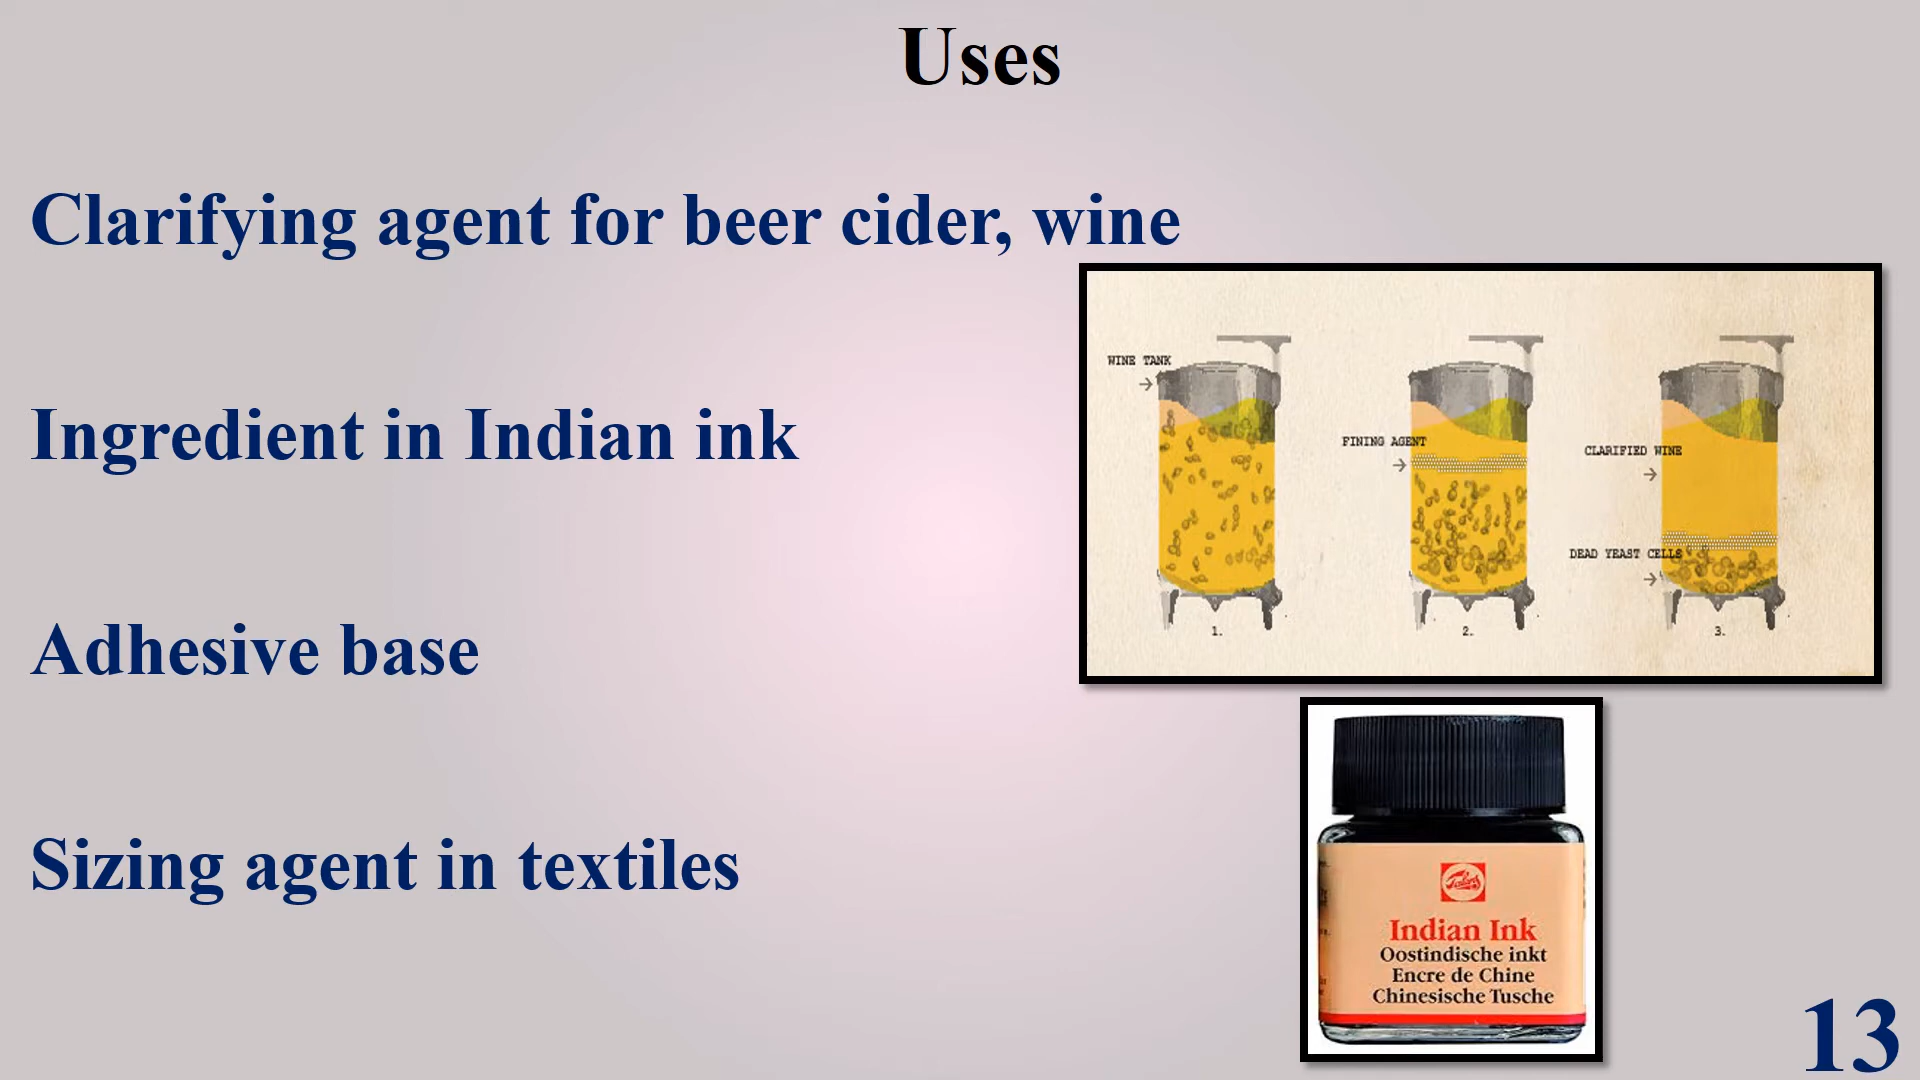 Uses
Clarifying agent for beer cider, wine
Ingredient in Indian ink
Adhesive base
Sizing agent in textiles
WINE TANK
FINING AGENT
CLARIFIED WINE
DEAD YEAST CELLS
1.
2.
3.
Talens
Indian Ink
Oostindische inkt
Encre de Chine
Chinesische Tusche
13